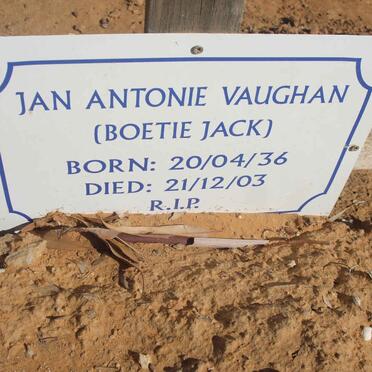 JAN ANTONIE VAUGHAN
(BOETIE JACK)
BORN: 20/04/36
DIED: 21/12/03
R.I.P.